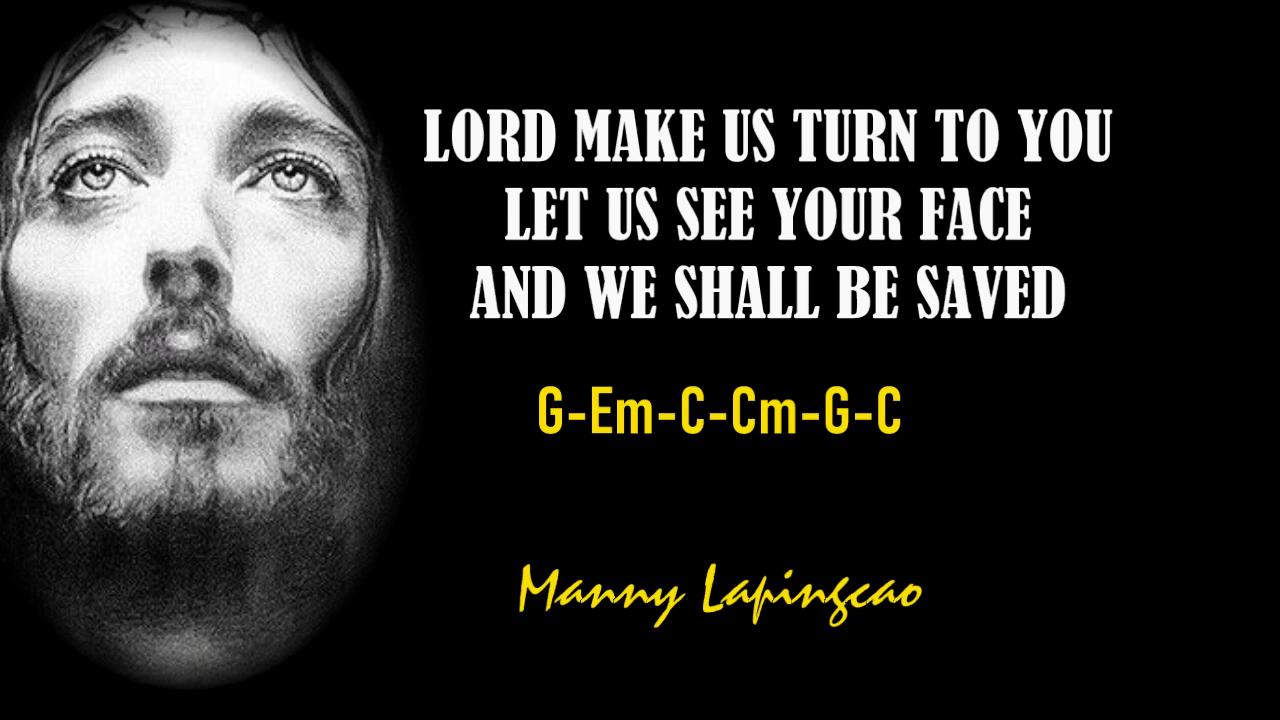 LORD MAKE US TURN TO YOU
LET US SEE YOUR FACE
AND WE SHALL BE SAVED
G-Em-C-Cm-G-C
Manny Lapingcao